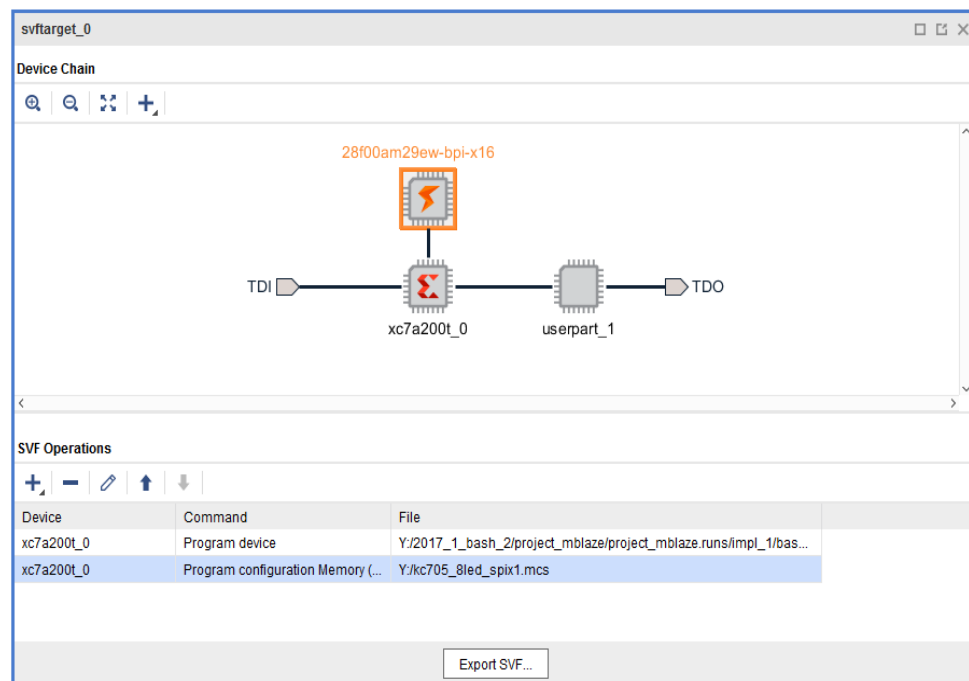 svftarget_0
Device Chain
28f00am29ew-bpi-x16
TDI
TDO
xc7a200t_0
userpart_1
SVF Operations
Device Command File
xc7a200t_0 Program device Y:/2017_1_bash_2/project_mblaze/project_mblaze.runs/impl_1/bas...
xc7a200t_0 Program configuration Memory (... Y:/kc705_8led_spix1.mcs
Export SVF...